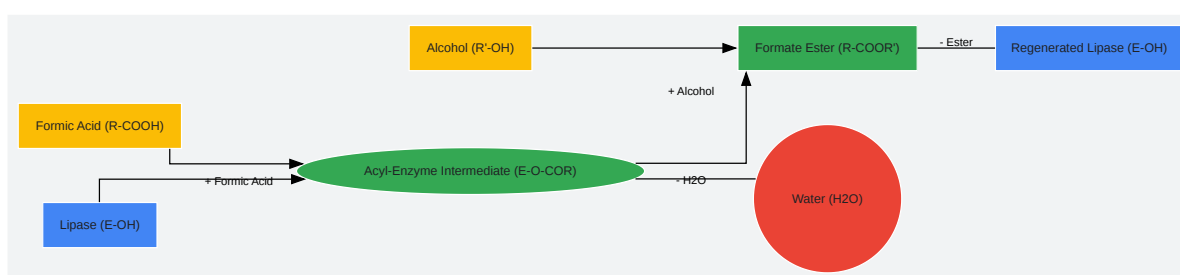 Alcohol (R'-OH)
Formate Ester (R-COOR')
- Ester
Regenerated Lipase (E-OH)
+ Alcohol
Formic Acid (R-COOH)
Acyl-Enzyme Intermediate (E-O-COR)
+ Formic Acid
- H2O
Water (H2O)
Lipase (E-OH)